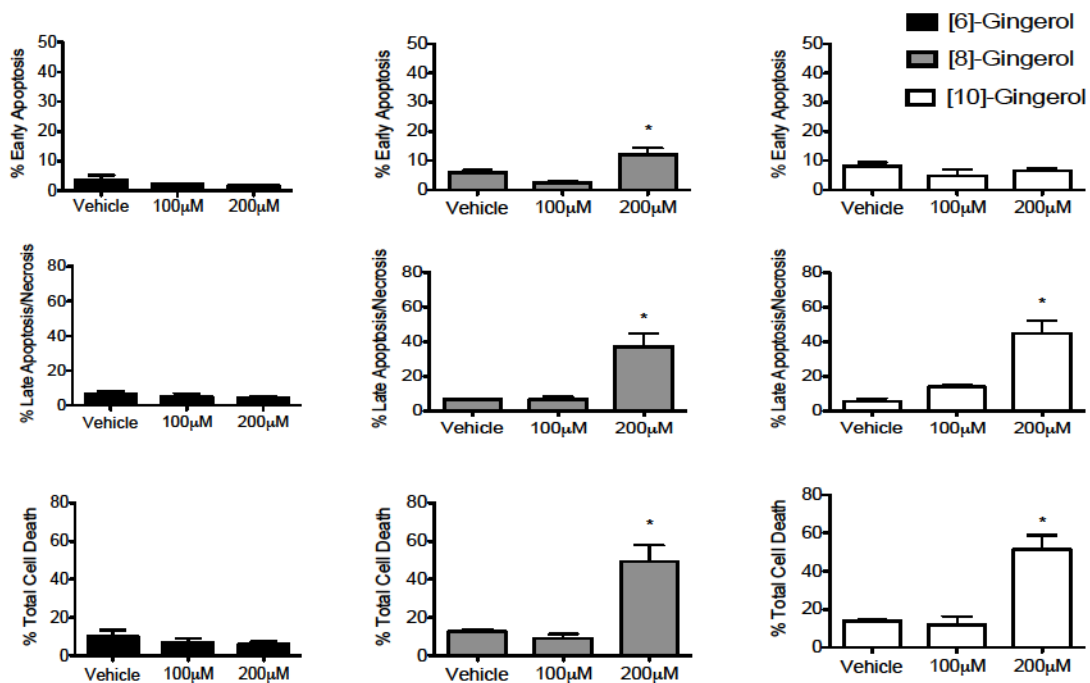 [6]-Gingerol
[8]-Gingerol
[10]-Gingerol
% Early Apoptosis
50
40
30
20
10
0
Vehicle 100μM 200μM
% Early Apoptosis
50
40
30
20
10
0
*
Vehicle 100μM 200μM
% Early Apoptosis
50
40
30
20
10
0
Vehicle 100μM 200μM
% Late Apoptosis/Necrosis
80
60
40
20
0
Vehicle 100μM 200μM
% Late Apoptosis/Necrosis
80
60
40
20
0
*
Vehicle 100μM 200μM
% Late Apoptosis/Necrosis
80
60
40
20
0
*
Vehicle 100μM 200μM
% Total Cell Death
80
60
40
20
0
Vehicle 100μM 200μM
% Total Cell Death
80
60
40
20
0
*
Vehicle 100μM 200μM
% Total Cell Death
80
60
40
20
0
*
Vehicle 100μM 200μM